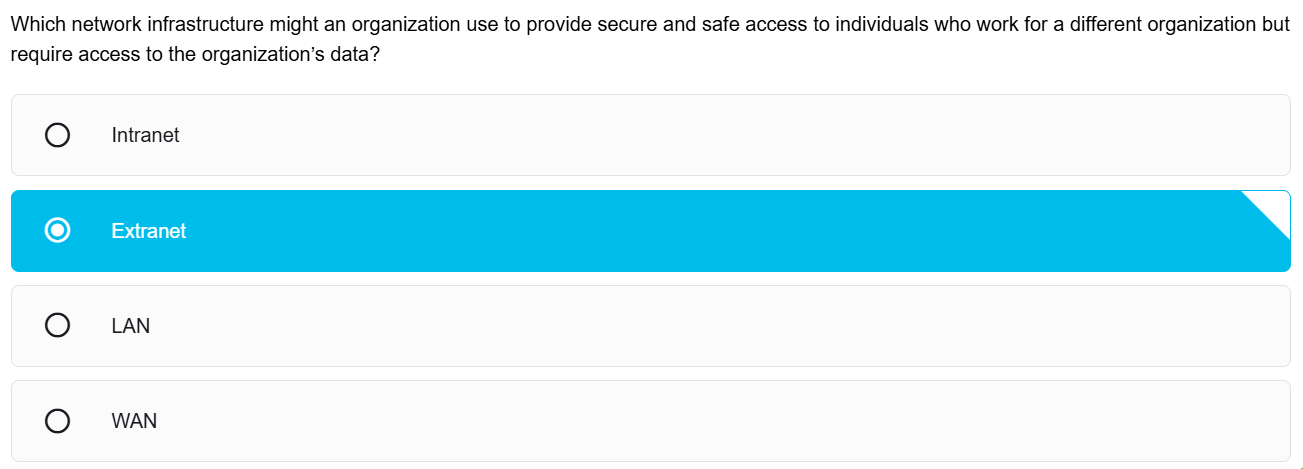 Which network infrastructure might an organization use to provide secure and safe access to individuals who work for a different organization but
require access to the organization’s data?
Intranet
Extranet
LAN
WAN